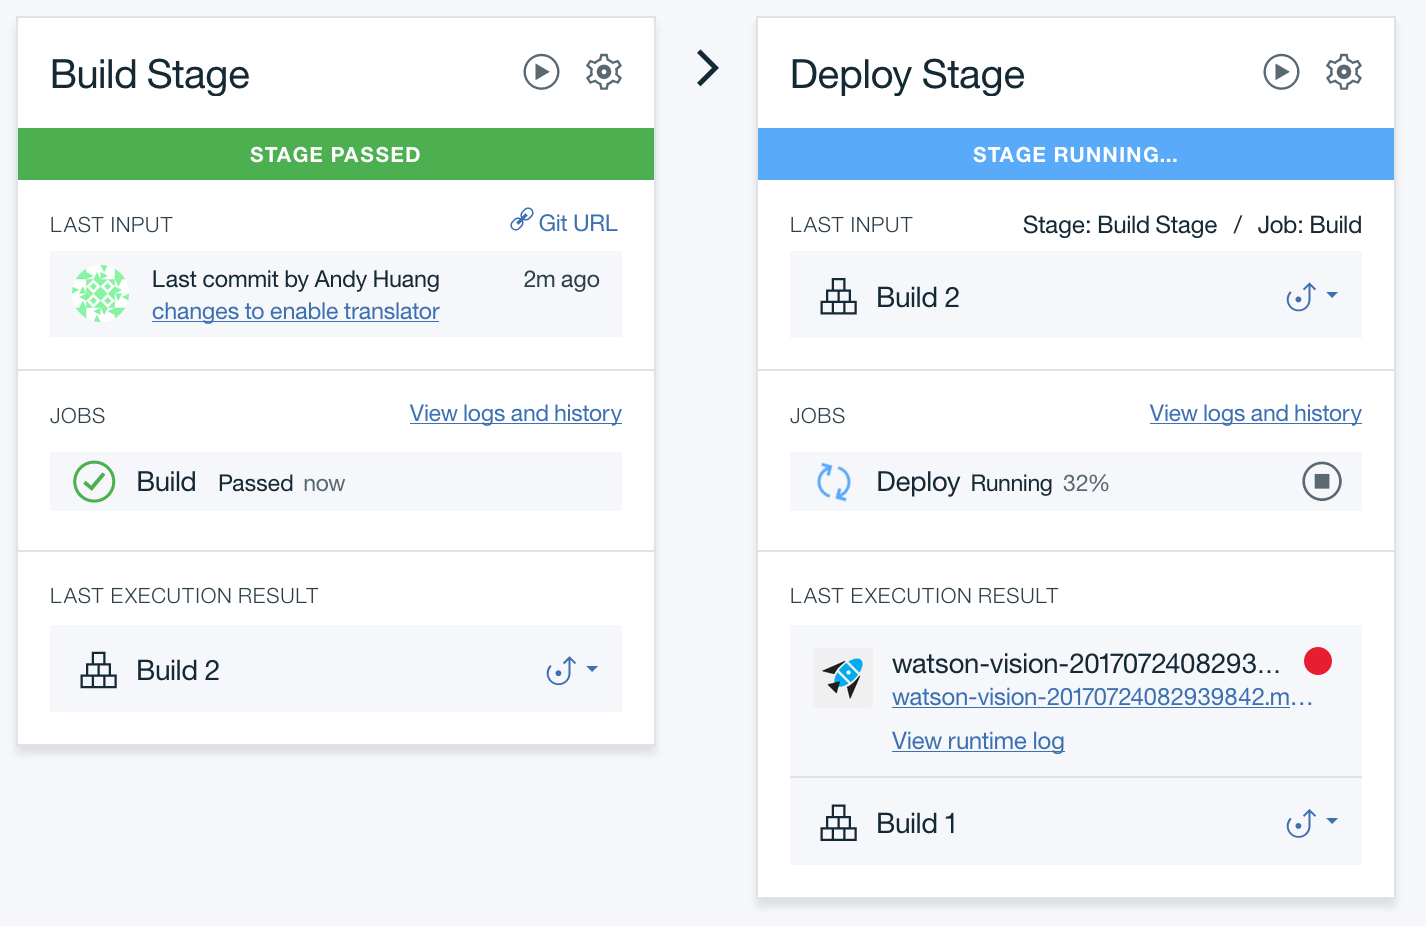 Build Stage
STAGE PASSED
LAST INPUT
Git URL
Last commit by Andy Huang
2m ago
changes to enable translator
JOBS
View logs and history
Build Passed now
LAST EXECUTION RESULT
Build 2
Deploy Stage
STAGE RUNNING...
LAST INPUT
Stage: Build Stage / Job: Build
Build 2
JOBS
View logs and history
Deploy Running 32%
LAST EXECUTION RESULT
watson-vision-2017072408293...
watson-vision-20170724082939842.m...
View runtime log
Build 1